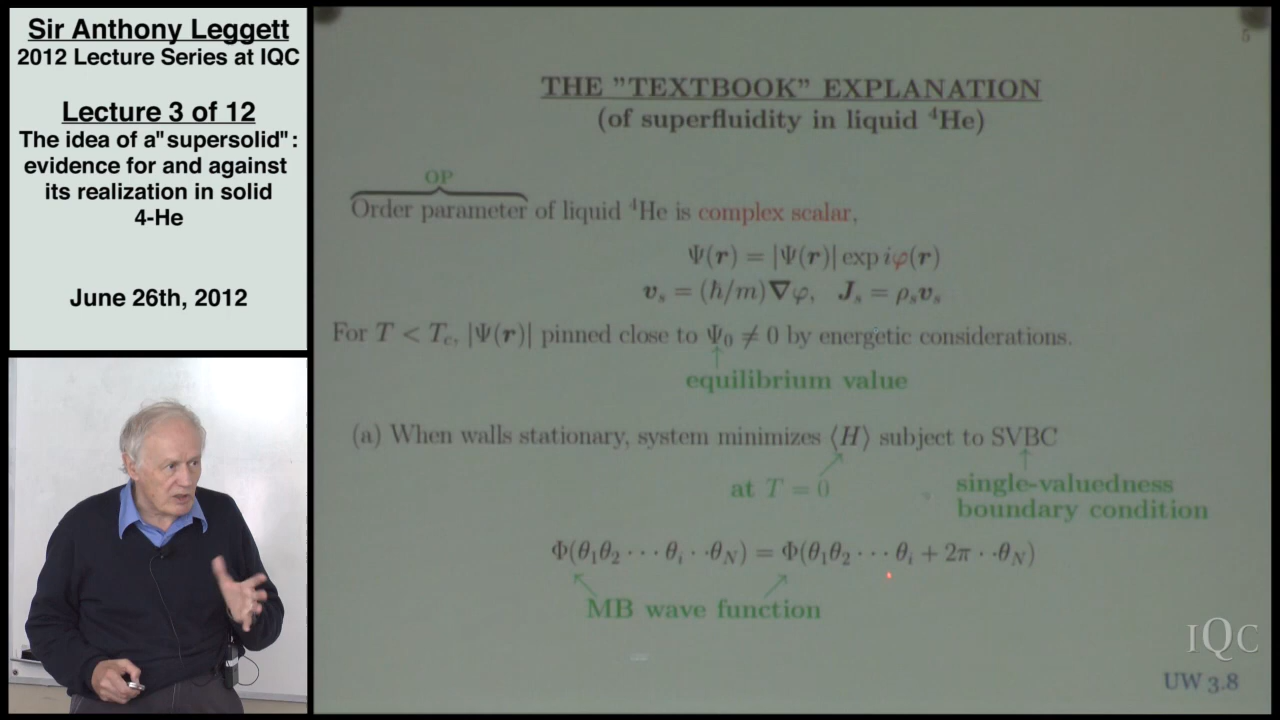 Sir Anthony Leggett
2012 Lecture Series at IQC
Lecture 3 of 12
The idea of a"supersolid":
evidence for and against
its realization in solid
4-He
June 26th, 2012
5
THE "TEXTBOOK" EXPLANATION
(of superfluidity in liquid ⁴He)
OP
Order parameter of liquid ⁴He is complex scalar,
Ψ(r) = |Ψ(r)| exp iφ(r)
vₛ = (ħ/m)∇φ, Jₛ = ρₛvₛ
For T < T_c, |Ψ(r)| pinned close to Ψ₀ ≠ 0 by energetic considerations.
equilibrium value
(a) When walls stationary, system minimizes ⟨H⟩ subject to SVBC
at T = 0
single-valuedness
boundary condition
Φ(θ₁θ₂ ··· θᵢ ·· θ_N) = Φ(θ₁θ₂ ··· θᵢ + 2π ·· θ_N)
MB wave function
IQC
UW 3.8